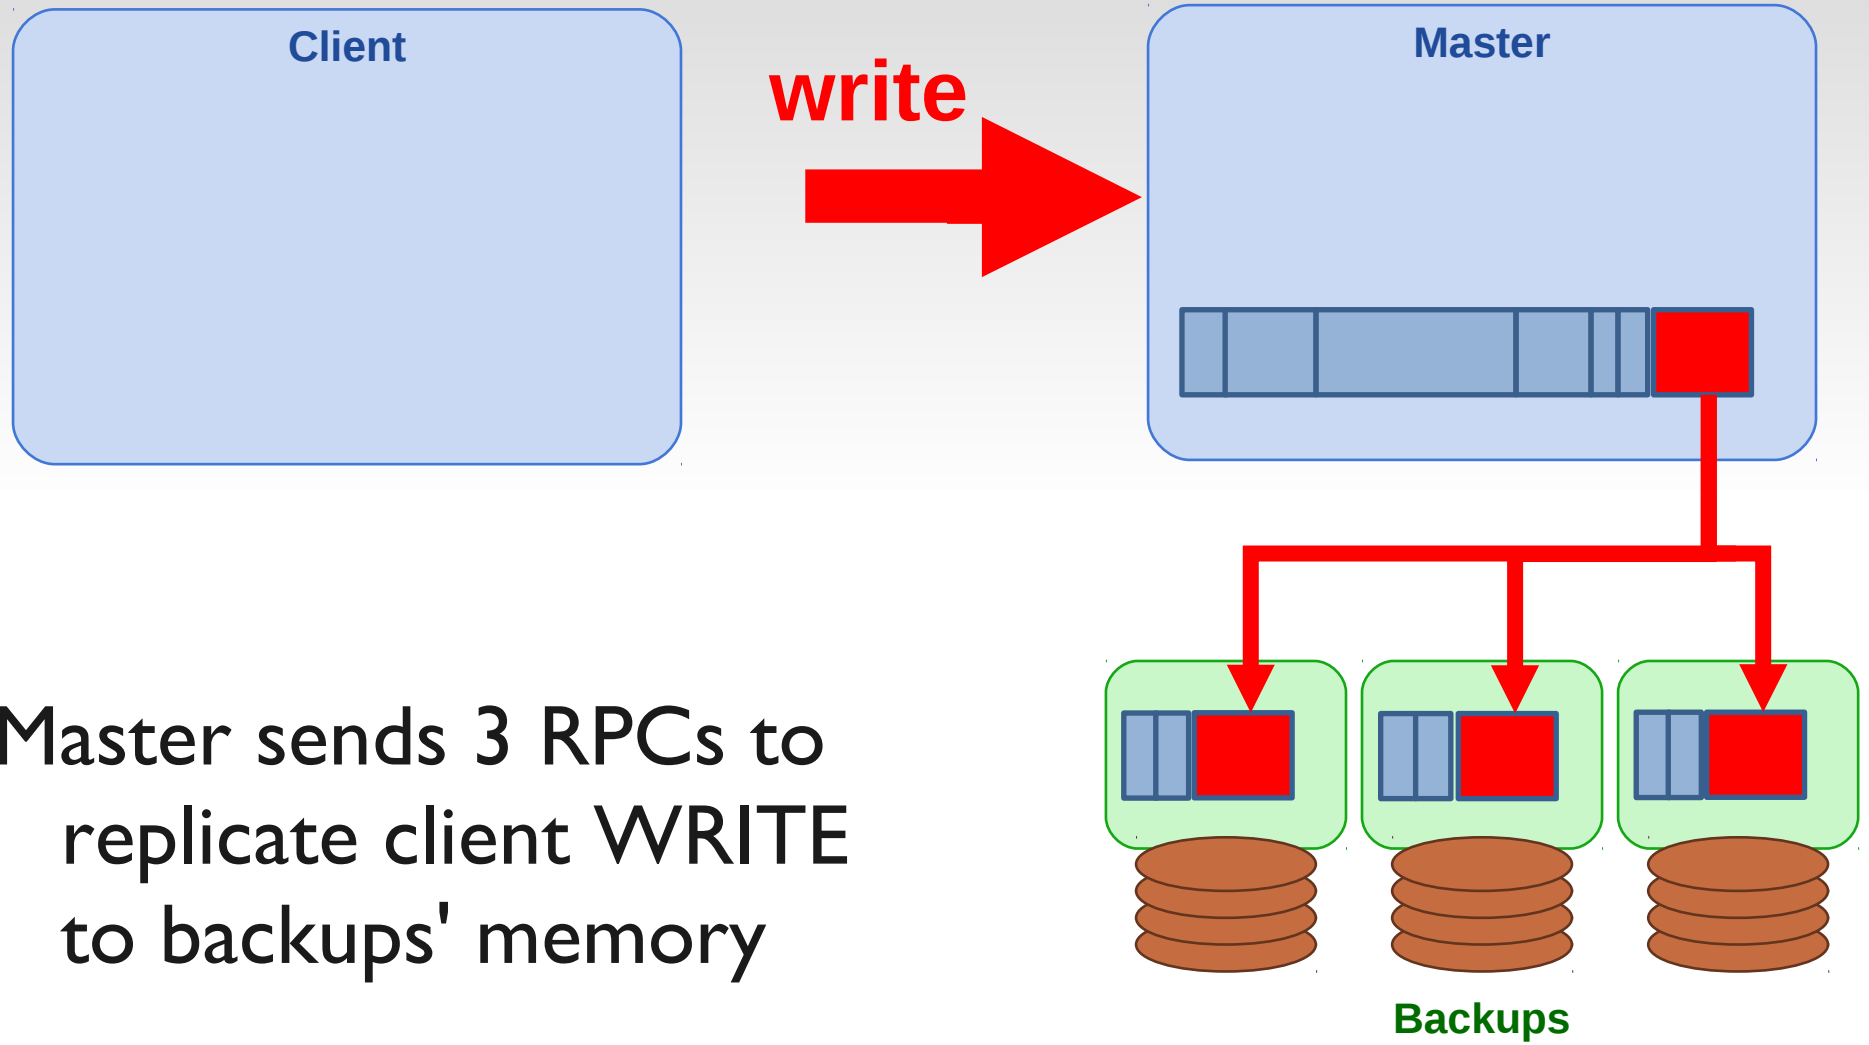 Client
write
Master
Master sends 3 RPCs to
replicate client WRITE
to backups' memory
Backups